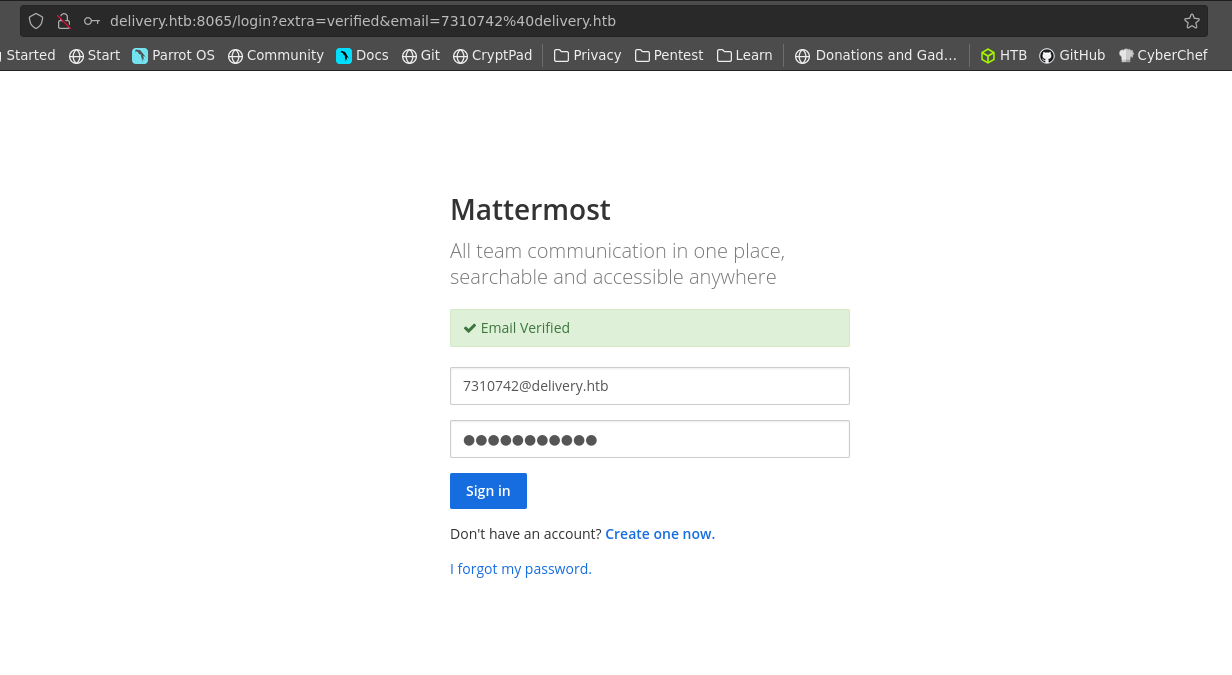 delivery.htb:8065/login?extra=verified&email=7310742%40delivery.htb
Started Start Parrot OS Community Docs Git CryptPad Privacy Pentest Learn Donations and Gad… HTB GitHub CyberChef
Mattermost
All team communication in one place,
searchable and accessible anywhere
Email Verified
7310742@delivery.htb
●●●●●●●●●●●
Sign in
Don't have an account? Create one now.
I forgot my password.